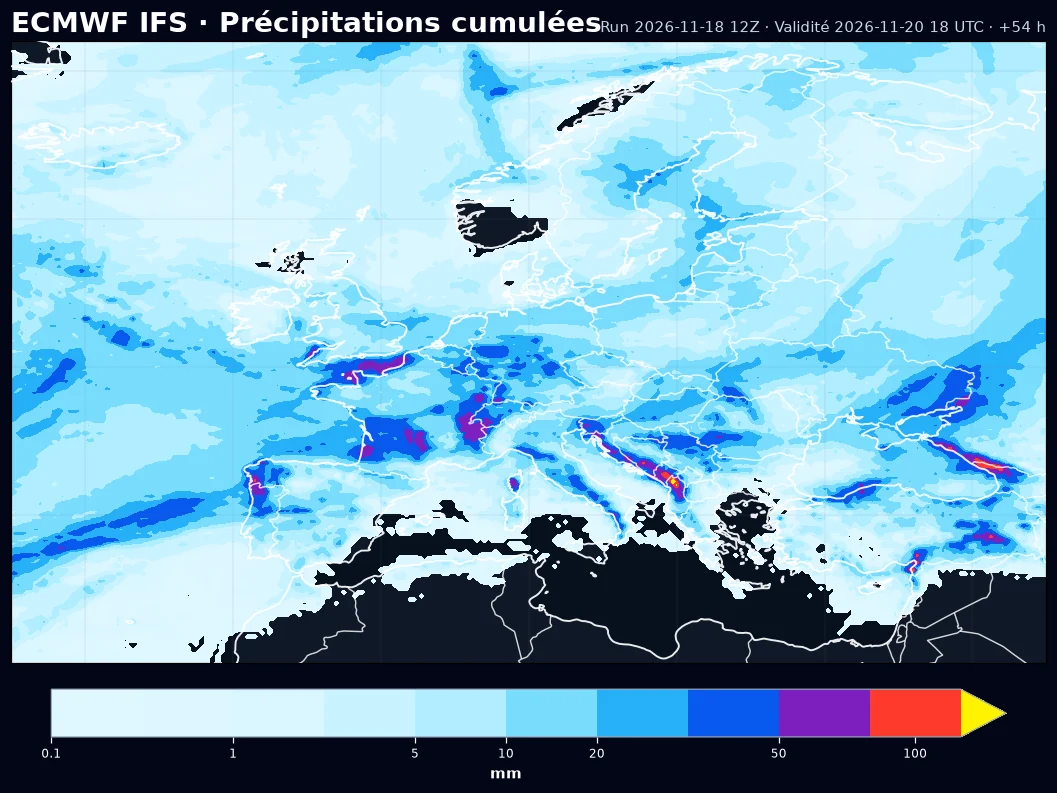 ECMWF IFS · Précipitations cumulées
Run 2026-11-18 12Z · Validité 2026-11-20 18 UTC · +54 h
0.1 1 5 10 20 50 100
mm